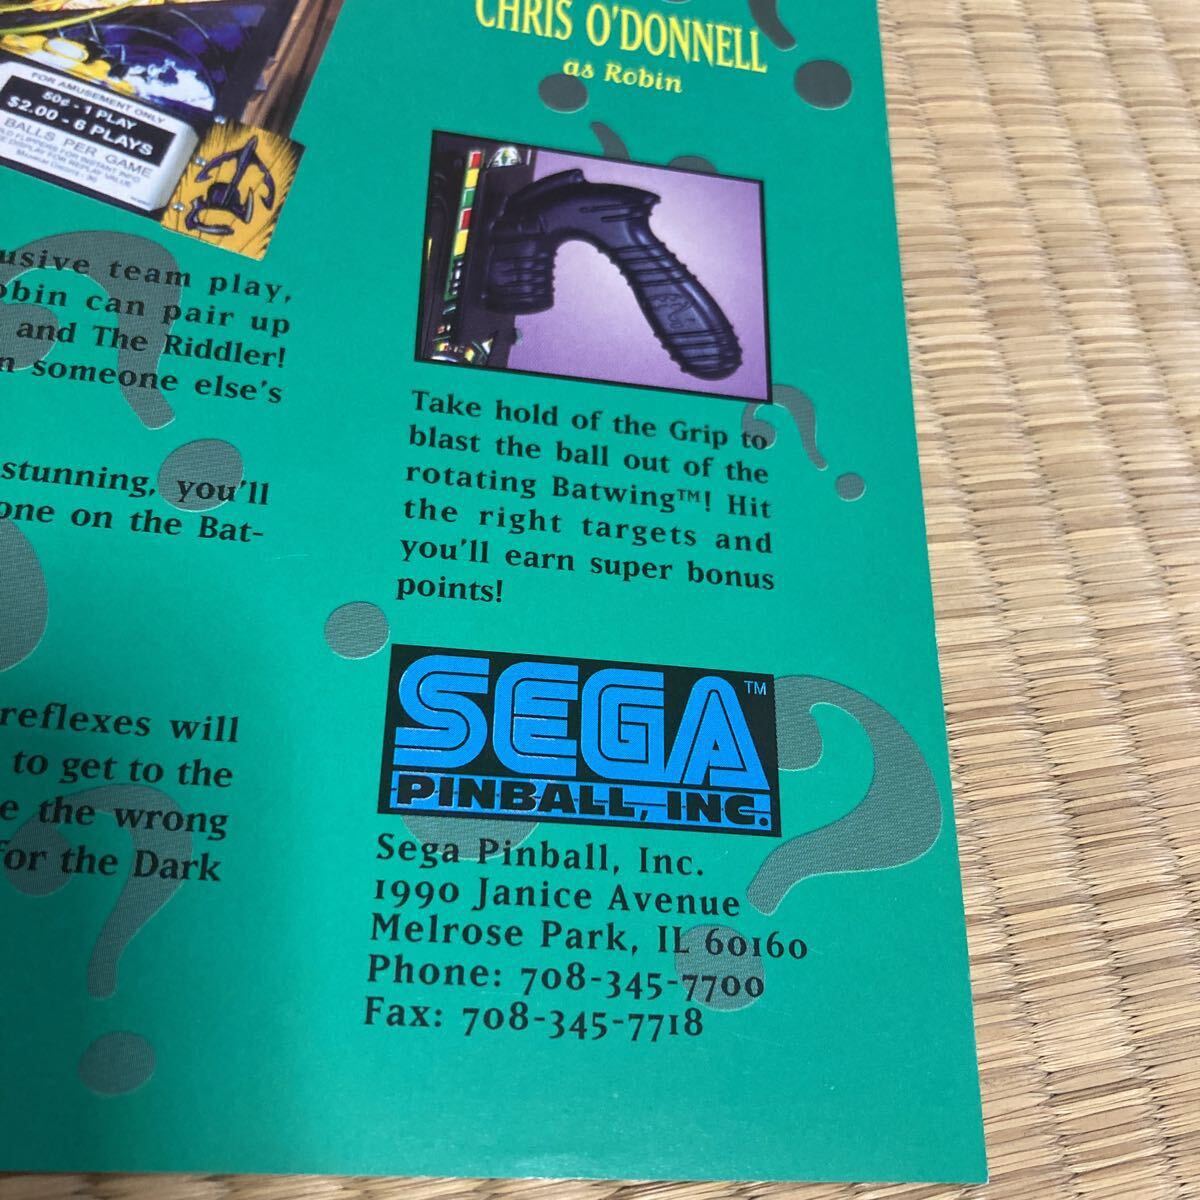 CHRIS O'DONNELL
as Robin
FOR AMUSEMENT ONLY
50¢ - 1 PLAY
$2.00 - 6 PLAYS
BALLS PER GAME
usive team play,
obin can pair up
and The Riddler!
n someone else's
stunning, you'll
one on the Bat-
reflexes will
to get to the
e the wrong
for the Dark
Take hold of the Grip to
blast the ball out of the
rotating Batwing™! Hit
the right targets and
you'll earn super bonus
points!
SEGA™
PINBALL, INC.
Sega Pinball, Inc.
1990 Janice Avenue
Melrose Park, IL 60160
Phone: 708-345-7700
Fax: 708-345-7718